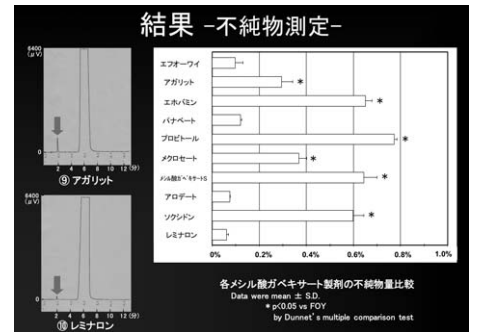 結果 -不純物測定-
6400
(μV)
0
2 4 6 8 10 12 (分)
⑨ アガリット
6400
(μV)
0
2 4 6 8 10 12 (分)
⑩ レミナロン
エフオーワイ
アガリット *
エホパミン *
パナベート
プロビトール *
メクロセート *
メシル酸ガベキサートS *
アロデート
ソクシドン *
レミナロン
0% 0.2% 0.4% 0.6% 0.8% 1.0%
各メシル酸ガベキサート製剤の不純物量比較
Data were mean ± S.D.
* p<0.05 vs FOY
by Dunnet's multiple comparison test